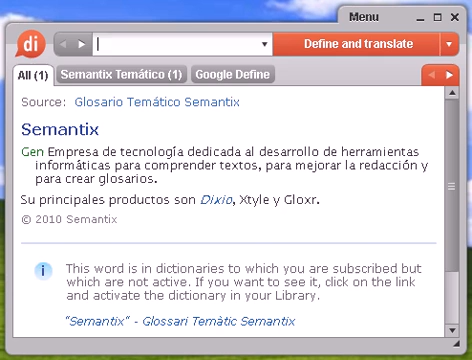 Menu
di
Define and translate
All (1)
Semantix Temático (1)
Google Define
Source: Glosario Temático Semantix
Semantix
Gen Empresa de tecnología dedicada al desarrollo de herramientas
informáticas para comprender textos, para mejorar la redacción y
para crear glosarios.
Su principales productos son Dixio, Xtyle y Gloxr.
© 2010 Semantix
i
This word is in dictionaries to which you are subscribed but
which are not active. If you want to see it, click on the link
and activate the dictionary in your Library.
"Semantix" - Glossari Temàtic Semantix